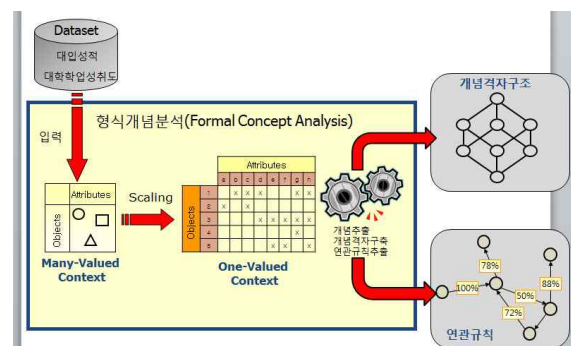 Dataset
대입성적
대학학업성취도
입력
형식개념분석(Formal Concept Analysis)
개념격자구조
Attributes
Objects
Many-Valued
Context
Scaling
Attributes
a b c d e f g h
Objects
1 x x x x x
2 x x
3 x x x x x
4 x
5 x x x
One-Valued
Context
개념추출
개념격자구축
연관규칙추출
78%
88%
100%
50%
72%
연관규칙